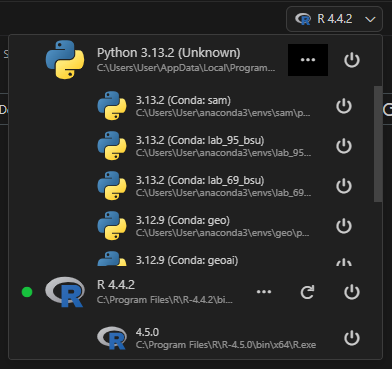 R 4.4.2
Python 3.13.2 (Unknown)
C:\Users\User\AppData\Local\Program...
3.13.2 (Conda: sam)
C:\Users\User\anaconda3\envs\sam\p...
3.13.2 (Conda: lab_95_bsu)
C:\Users\User\anaconda3\envs\lab_95...
3.13.2 (Conda: lab_69_bsu)
C:\Users\User\anaconda3\envs\lab_69...
3.12.9 (Conda: geo)
C:\Users\User\anaconda3\envs\geo\p...
3.12.9 (Conda: geoai)
R 4.4.2
C:\Program Files\R\R-4.4.2\bin...
4.5.0
C:\Program Files\R\R-4.5.0\bin\x64\R.exe